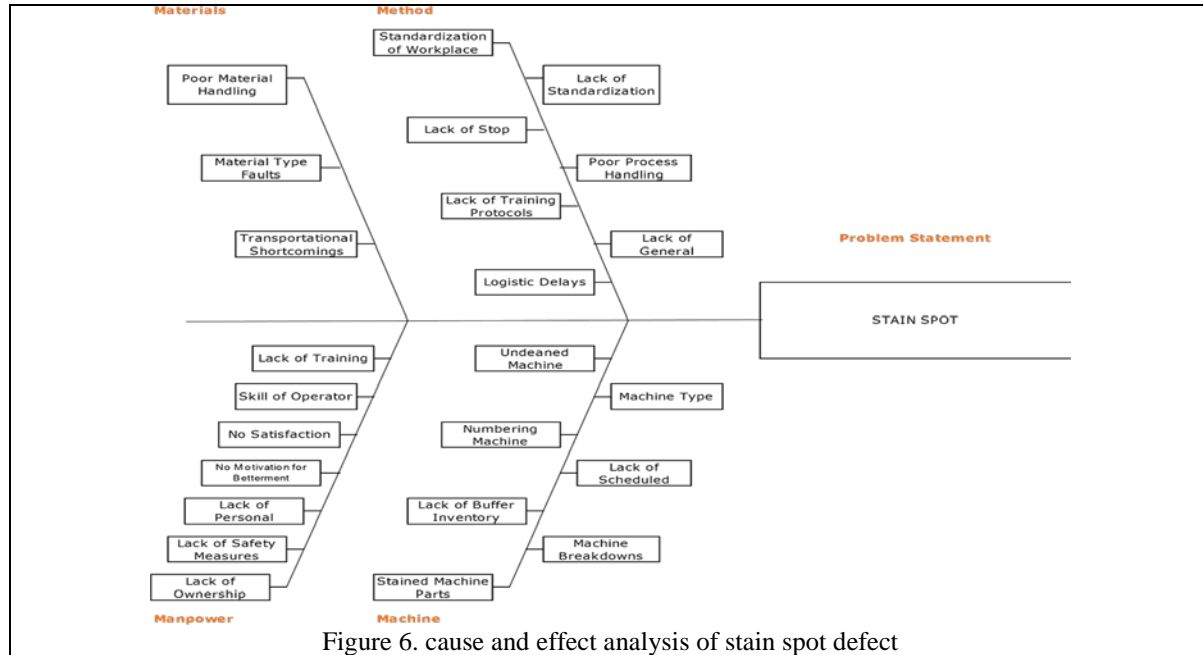 Materials
Method
Standardization
of Workplace
Poor Material
Handling
Lack of
Standardization
Lack of Stop
Material Type
Faults
Poor Process
Handling
Lack of Training
Protocols
Transportational
Shortcomings
Lack of
General
Problem Statement
Logistic Delays
STAIN SPOT
Lack of Training
Undeaned
Machine
Skill of Operator
Machine Type
No Satisfaction
Numbering
Machine
No Motivation for
Betterment
Lack of
Scheduled
Lack of
Personal
Lack of Buffer
Inventory
Lack of Safety
Measures
Machine
Breakdowns
Lack of
Ownership
Stained Machine
Parts
Manpower
Machine
Figure 6. cause and effect analysis of stain spot defect